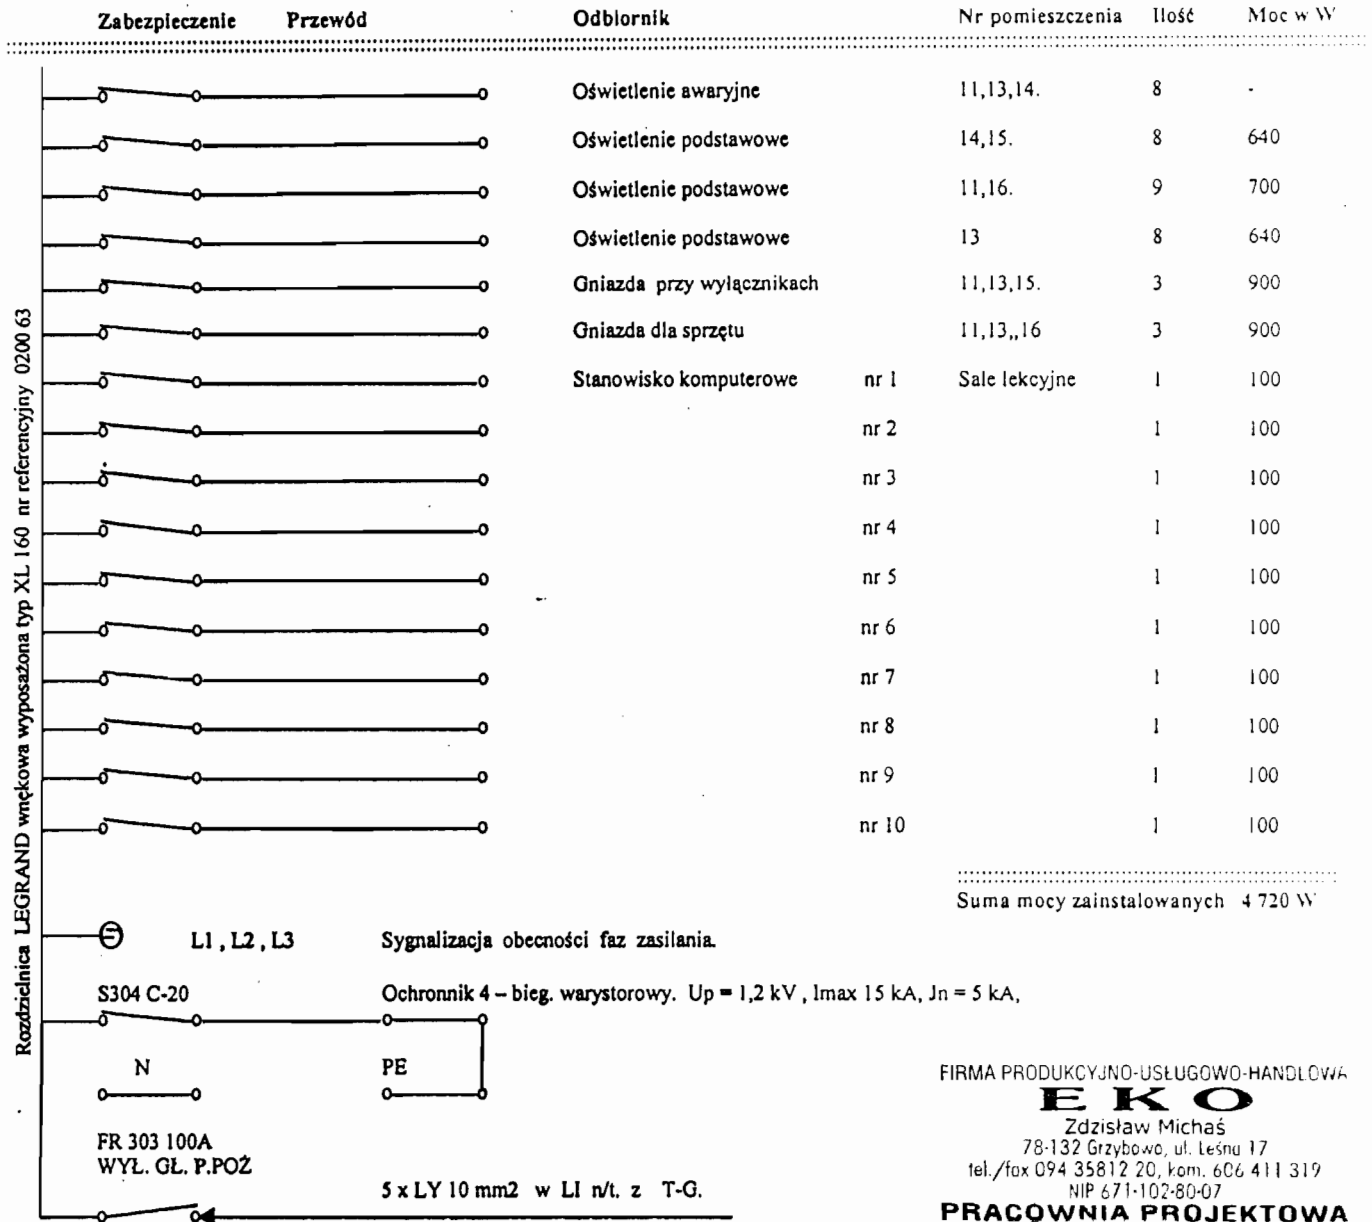 Zabezpieczenie Przewód Odbiornik Nr pomieszczenia Ilość Moc w W
Oświetlenie awaryjne 11,13,14. 8 -
Oświetlenie podstawowe 14,15. 8 640
Oświetlenie podstawowe 11,16. 9 700
Oświetlenie podstawowe 13 8 640
Gniazda przy wyłącznikach 11,13,15. 3 900
Gniazda dla sprzętu 11,13,,16 3 900
Stanowisko komputerowe nr 1 Sale lekcyjne 1 100
nr 2 1 100
nr 3 1 100
nr 4 1 100
nr 5 1 100
nr 6 1 100
nr 7 1 100
nr 8 1 100
nr 9 1 100
nr 10 1 100
Suma mocy zainstalowanych 4 720 W
Rozdzielnica LEGRAND wnękowa wyposażona typ XL 160 nr referencyjny 0200 63
L1 , L2 , L3 Sygnalizacja obecności faz zasilania.
S304 C-20 Ochronnik 4 – bieg. warystorowy. Up = 1,2 kV , Imax 15 kA, Jn = 5 kA,
N PE
FR 303 100A
WYŁ. GŁ. P.POŻ
5 x LY 10 mm2 w LI n/t. z T-G.
FIRMA PRODUKCYJNO-USŁUGOWO-HANDLOWA
EKO
Zdzisław Michaś
78-132 Grzybowo, ul. Leśna 17
tel./fax 094 35812 20, kom. 606 411 319
NIP 671-102-80-07
PRACOWNIA PROJEKTOWA